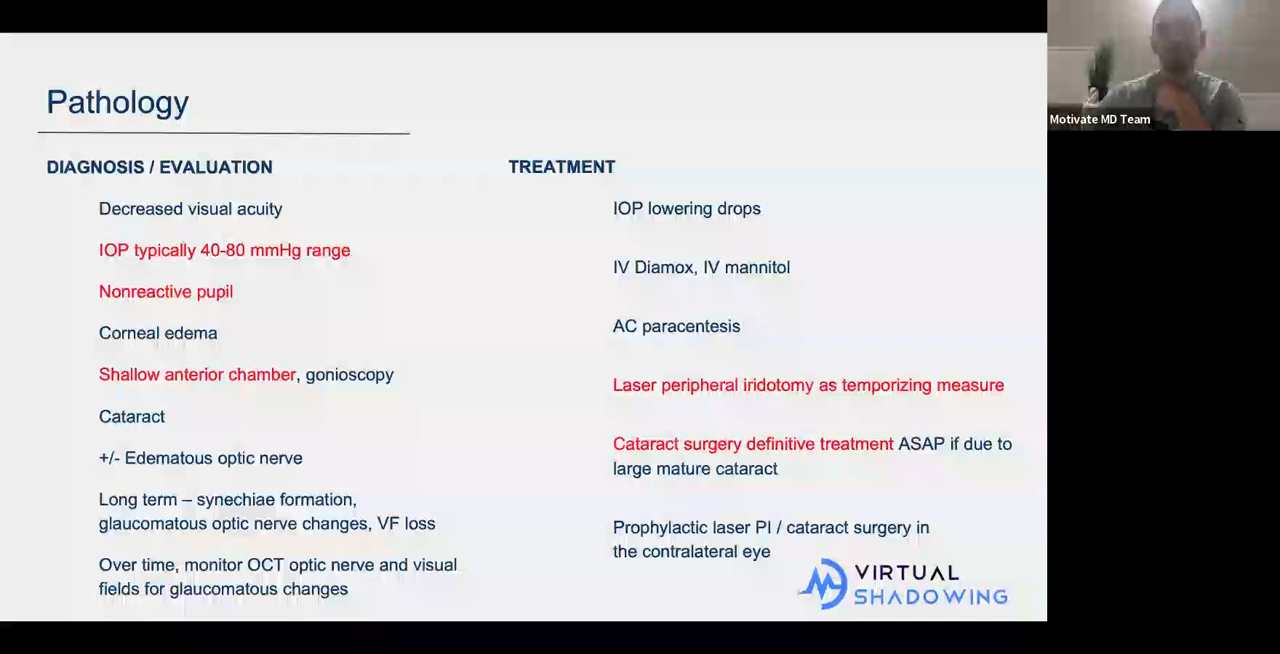 Pathology
DIAGNOSIS / EVALUATION
Decreased visual acuity
IOP typically 40-80 mmHg range
Nonreactive pupil
Corneal edema
Shallow anterior chamber, gonioscopy
Cataract
+/- Edematous optic nerve
Long term – synechiae formation,
glaucomatous optic nerve changes, VF loss
Over time, monitor OCT optic nerve and visual
fields for glaucomatous changes
TREATMENT
IOP lowering drops
IV Diamox, IV mannitol
AC paracentesis
Laser peripheral iridotomy as temporizing measure
Cataract surgery definitive treatment ASAP if due to
large mature cataract
Prophylactic laser PI / cataract surgery in
the contralateral eye
VIRTUAL
SHADOWING
Motivate MD Team